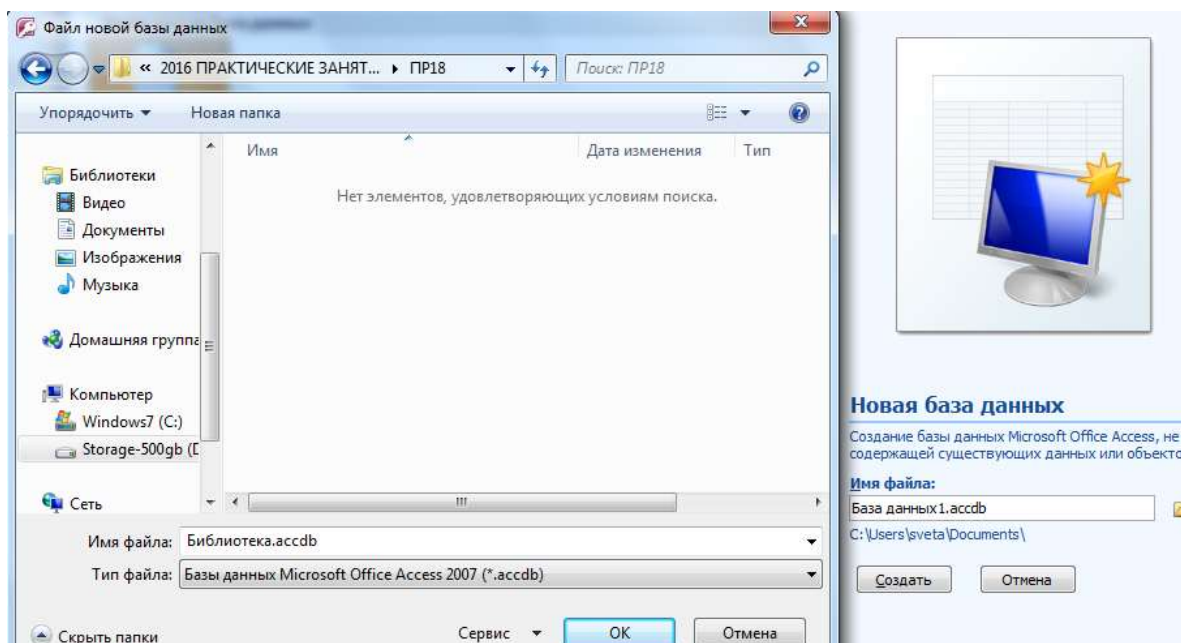 Файл новой базы данных
« 2016 ПРАКТИЧЕСКИЕ ЗАНЯТ... ▸ ПР18
Поиск: ПР18
Упорядочить
Новая папка
Имя
Дата изменения
Тип
Нет элементов, удовлетворяющих условиям поиска.
Библиотеки
Видео
Документы
Изображения
Музыка
Домашняя группа
Компьютер
Windows7 (C:)
Storage-500gb (D
Сеть
Имя файла: Библиотека.accdb
Тип файла: Базы данных Microsoft Office Access 2007 (*.accdb)
Скрыть папки
Сервис
ОК
Отмена
Новая база данных
Создание базы данных Microsoft Office Access, не
содержащей существующих данных или объекто
Имя файла:
База данных1.accdb
C:\Users\sveta\Documents\
Создать
Отмена